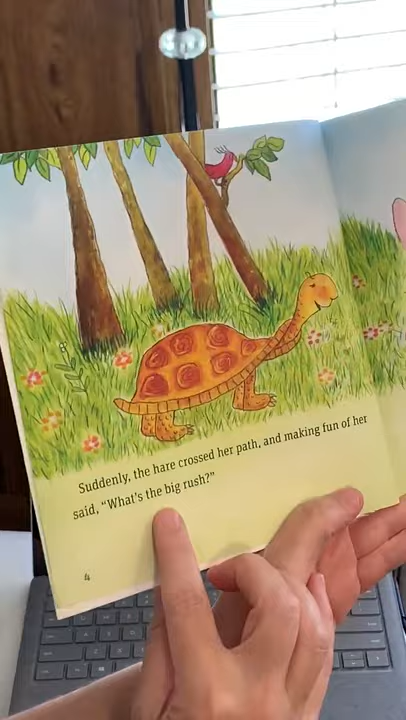 Suddenly, the hare crossed her path, and making fun of her
said, “What's the big rush?”
4